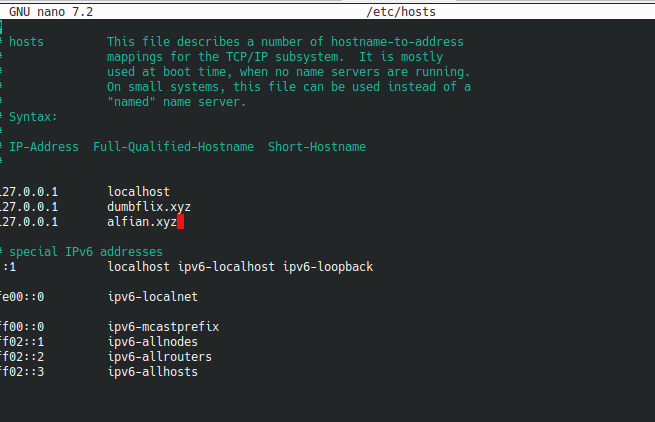 GNU nano 7.2 /etc/hosts
#
# hosts This file describes a number of hostname-to-address
# mappings for the TCP/IP subsystem. It is mostly
# used at boot time, when no name servers are running.
# On small systems, this file can be used instead of a
# "named" name server.
# Syntax:
#
# IP-Address Full-Qualified-Hostname Short-Hostname
#
127.0.0.1 localhost
127.0.0.1 dumbflix.xyz
127.0.0.1 alfian.xyz
# special IPv6 addresses
::1 localhost ipv6-localhost ipv6-loopback
fe00::0 ipv6-localnet
ff00::0 ipv6-mcastprefix
ff02::1 ipv6-allnodes
ff02::2 ipv6-allrouters
ff02::3 ipv6-allhosts